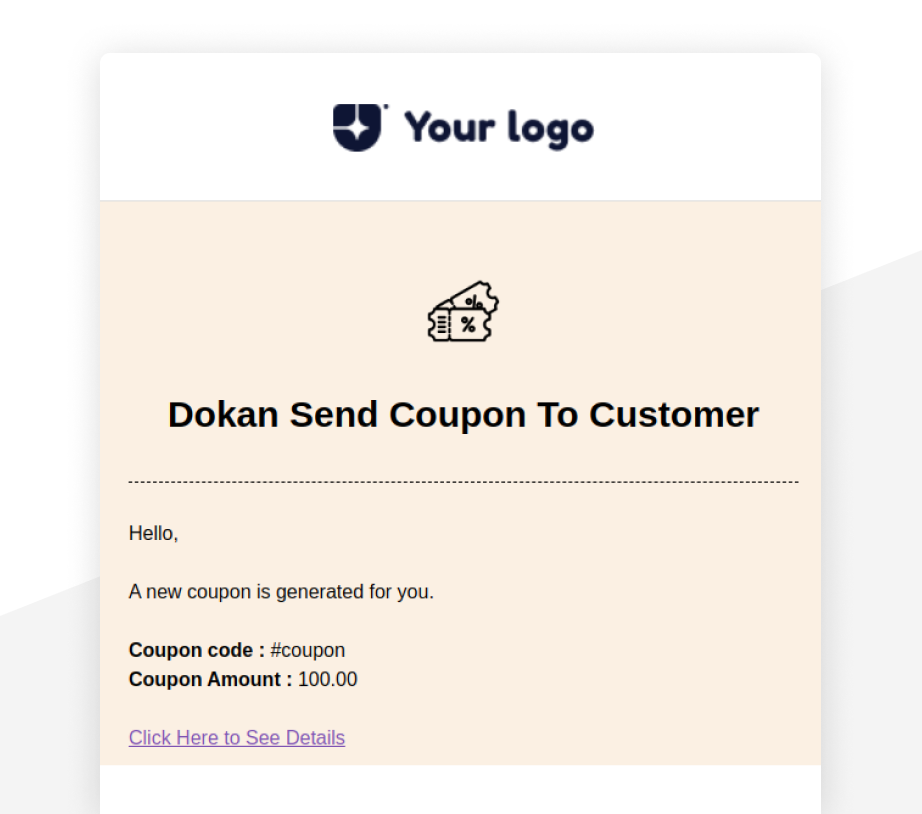 Your logo
%
%
Dokan Send Coupon To Customer
Hello,
A new coupon is generated for you.
Coupon code : #coupon
Coupon Amount : 100.00
Click Here to See Details